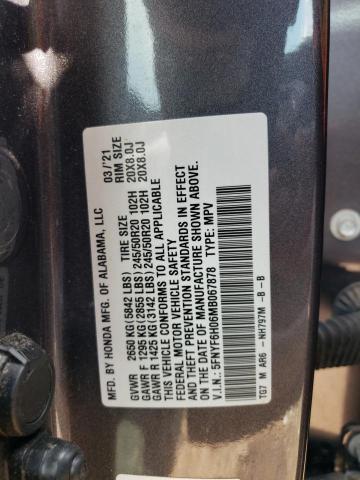 MFD. BY HONDA MFG. OF ALABAMA, LLC 03/'21
TIRE SIZE RIM SIZE
GVWR 2650 KG(5842 LBS)
GAWR F 1295 KG(2855 LBS)245/50R20 102H 20X8.0J
GAWR R 1425 KG(3142 LBS)245/50R20 102H 20X8.0J
THIS VEHICLE CONFORMS TO ALL APPLICABLE
FEDERAL MOTOR VEHICLE SAFETY
AND THEFT PREVENTION STANDARDS IN EFFECT
ON THE DATE OF MANUFACTURE SHOWN ABOVE.
V.I.N.: 5FNYF6H06MB067878 TYPE: MPV
TG7 M AR6 -NH797M -B -B